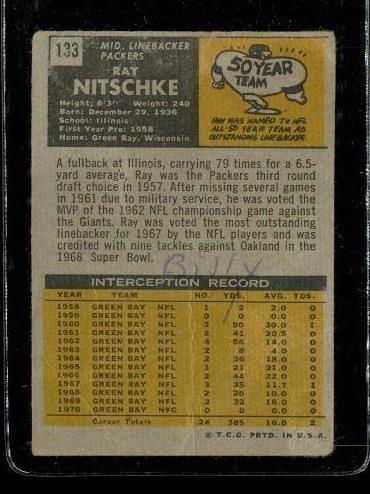 133
MID. LINEBACKER
PACKERS
RAY
NITSCHKE
Height: 6'3" Weight: 240
Born: December 29, 1936
School: Illinois
First Year Pro: 1958
Home: Green Bay, Wisconsin
50 YEAR
TEAM
RAY WAS NAMED TO NFL
ALL-50 YEAR TEAM AS
OUTSTANDING LINEBACKER.
A fullback at Illinois, carrying 79 times for a 6.5-
yard average, Ray was the Packers third round
draft choice in 1957. After missing several games
in 1961 due to military service, he was voted the
MVP of the 1962 NFL championship game against
the Giants. Ray was voted the most outstanding
linebacker for 1967 by the NFL players and was
credited with nine tackles against Oakland in the
1968 Super Bowl.
Billy
INTERCEPTION RECORD
YEAR TEAM NO. YDS. AVG. TDS.
1958 GREEN BAY NFL 1 2 2.0 0
1959 GREEN BAY NFL 0 0 0.0 0
1960 GREEN BAY NFL 3 90 30.0 1
1961 GREEN BAY NFL 2 41 20.5 0
1962 GREEN BAY NFL 4 56 14.0 0
1963 GREEN BAY NFL 2 8 4.0 0
1964 GREEN BAY NFL 2 36 18.0 0
1965 GREEN BAY NFL 1 21 21.0 0
1966 GREEN BAY NFL 2 44 22.0 0
1967 GREEN BAY NFL 3 35 11.7 1
1968 GREEN BAY NFL 2 20 10.0 0
1969 GREEN BAY NFL 2 32 16.0 0
1970 GREEN BAY NFC 0 0 0.0 0
Career Totals 24 385 16.0 2
© T.C.G. PRTD. IN U.S.A.